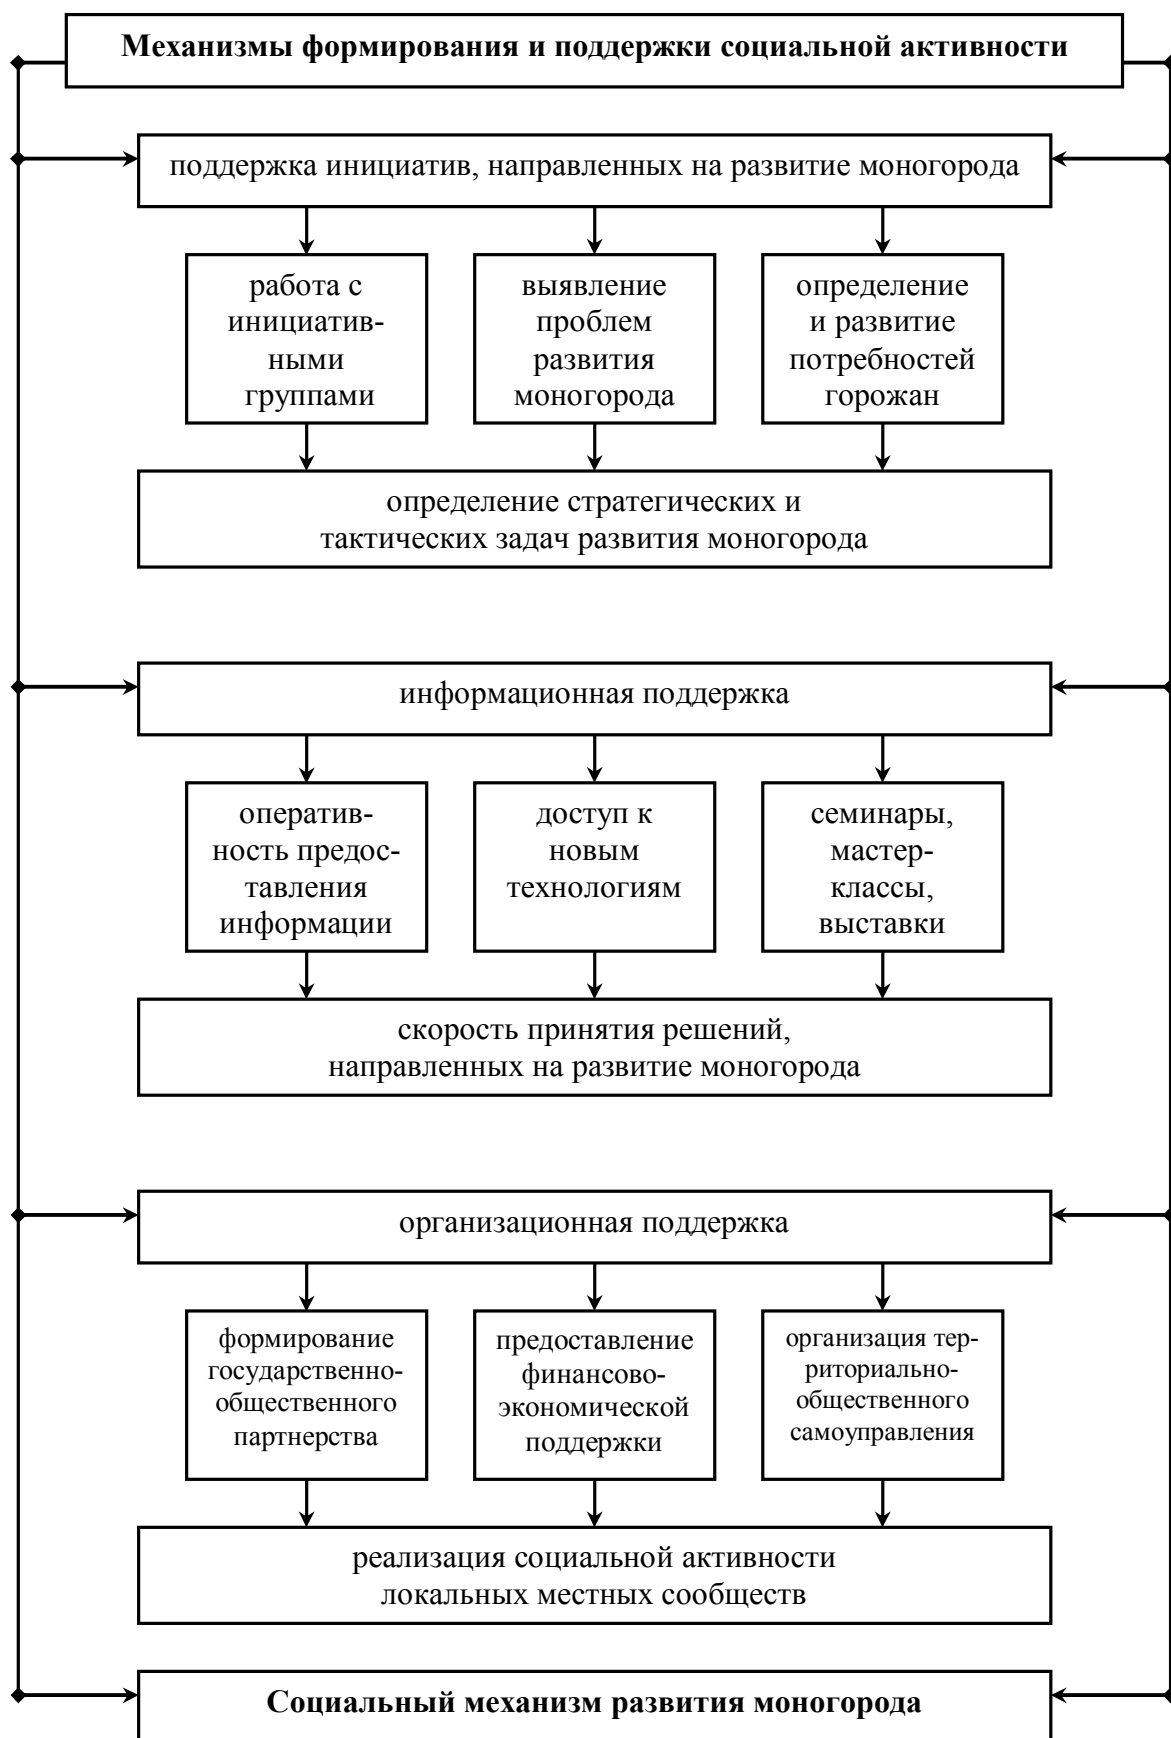 Механизмы формирования и поддержки социальной активности
поддержка инициатив, направленных на развитие моногорода
работа с
инициатив-
ными
группами
выявление
проблем
развития
моногорода
определение
и развитие
потребностей
горожан
определение стратегических и
тактических задач развития моногорода
информационная поддержка
оператив-
ность предос-
тавления
информации
доступ к
новым
технологиям
семинары,
мастер-
классы,
выставки
скорость принятия решений,
направленных на развитие моногорода
организационная поддержка
формирование
государственно-
общественного
партнерства
предоставление
финансово-
экономической
поддержки
организация тер-
риториально-
общественного
самоуправления
реализация социальной активности
локальных местных сообществ
Социальный механизм развития моногорода